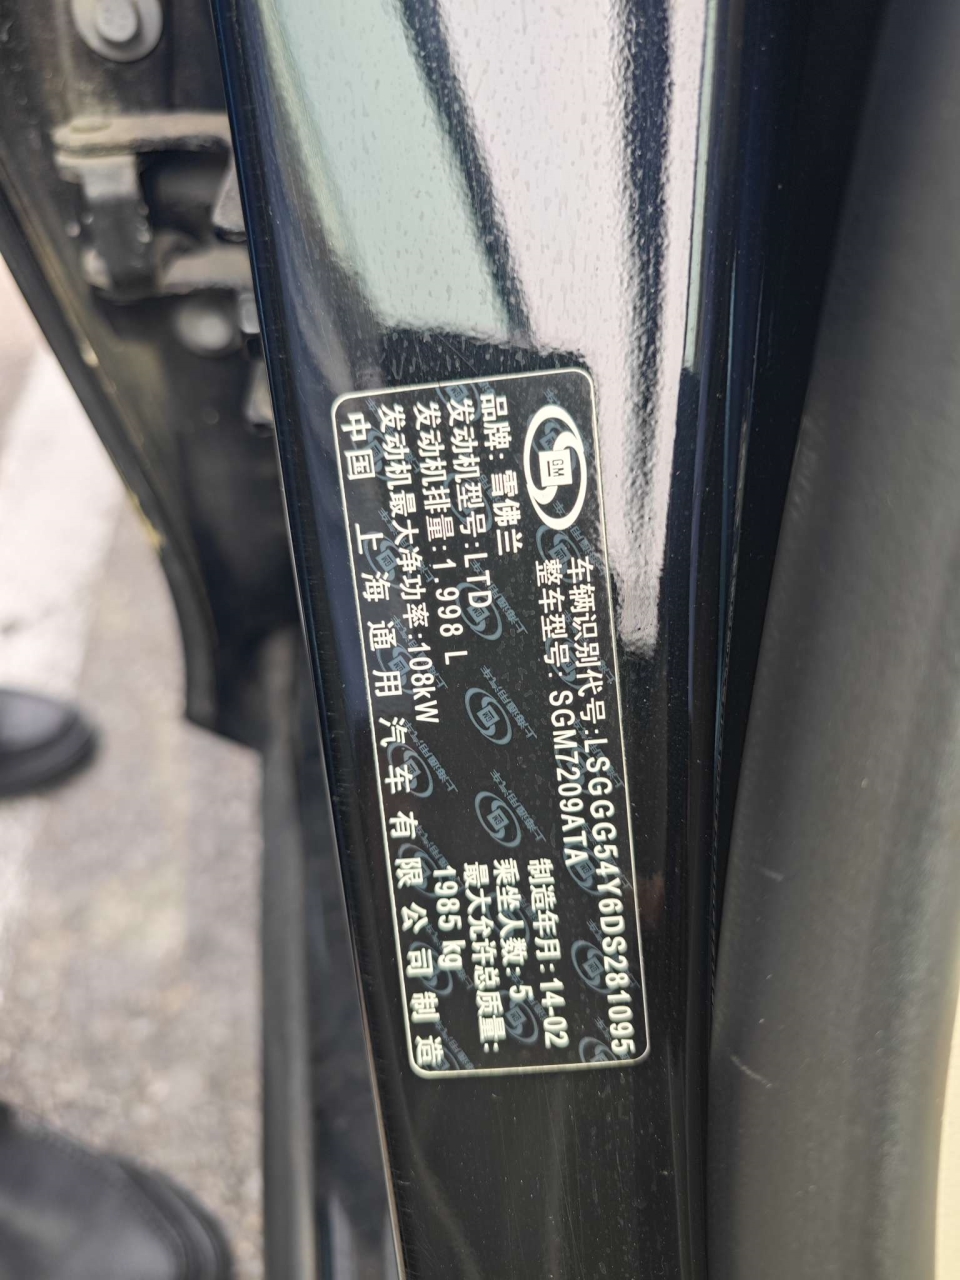 GM
车辆识别代号:LSGGG54Y6DS281095
整车型号:SGM7209ATA
品牌:雪佛兰
制造年月:14-02
发动机型号:LTD
乘坐人数:5
发动机排量:1.998 L
最大允许总质量:
发动机最大净功率:108kW
1985 kg
中国 上海通用汽车有限公司制造